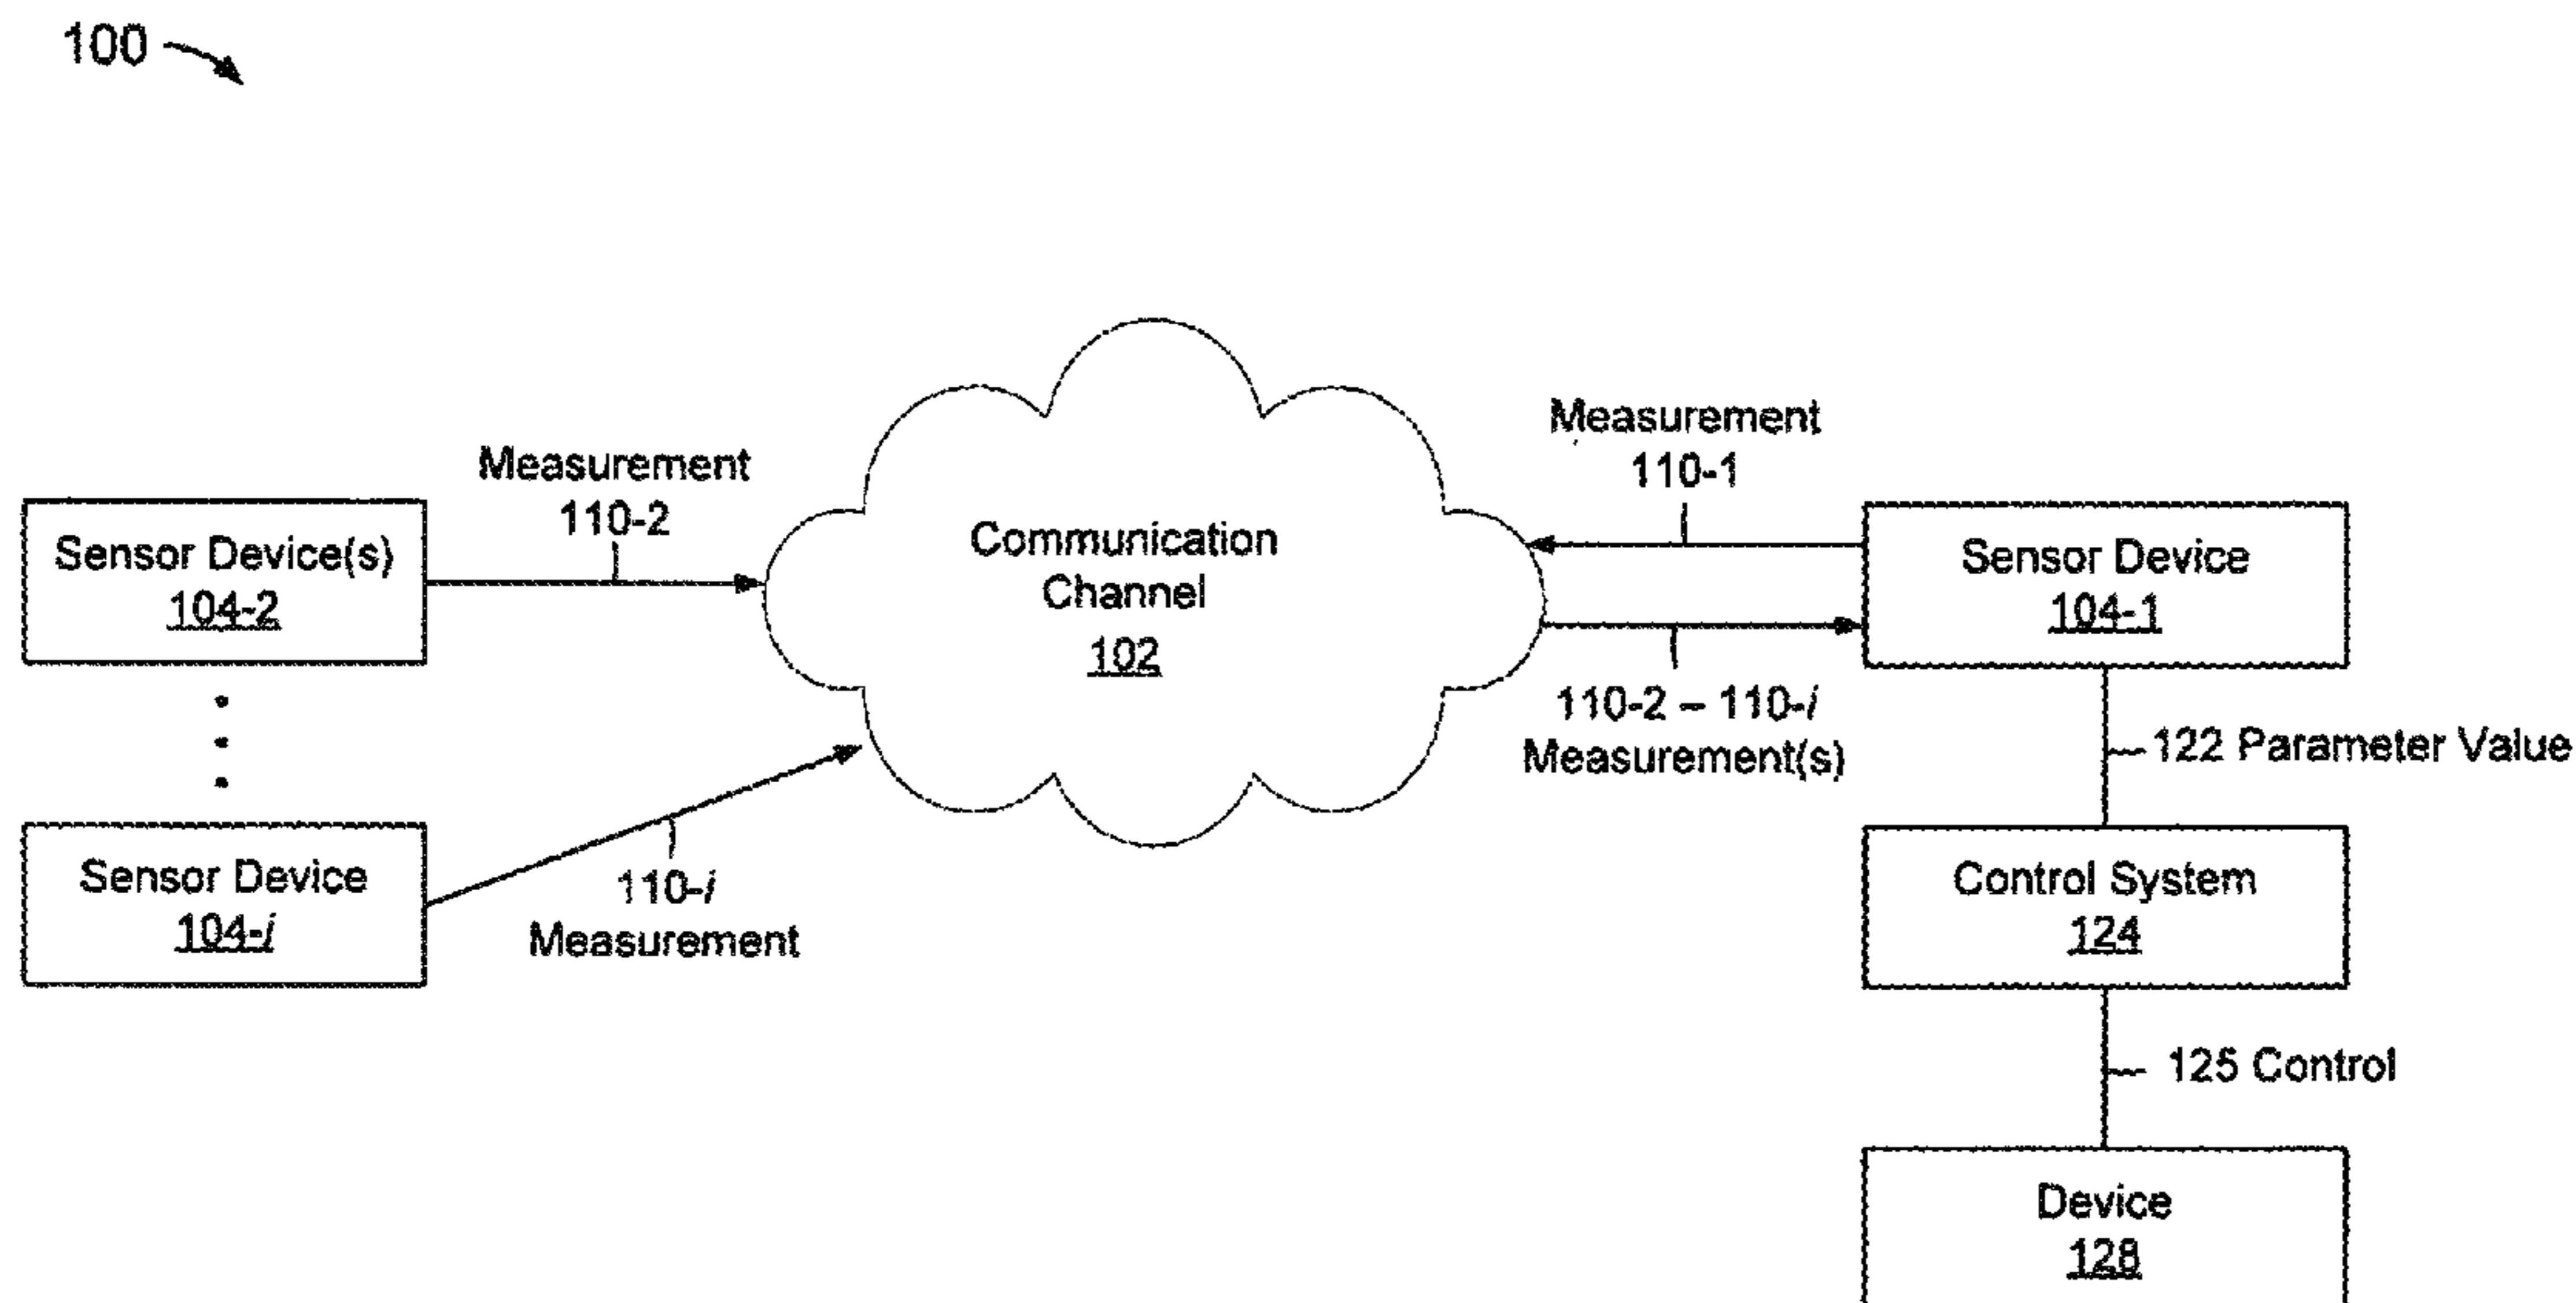 100
Measurement
110-1
Measurement
110-2
Sensor Device(s)
104-2
Communication
Channel
102
Sensor Device
104-1
110-2 – 110-i
Measurement(s)
122 Parameter Value
Sensor Device
104-i
110-i
Measurement
Control System
124
125 Control
Device
128